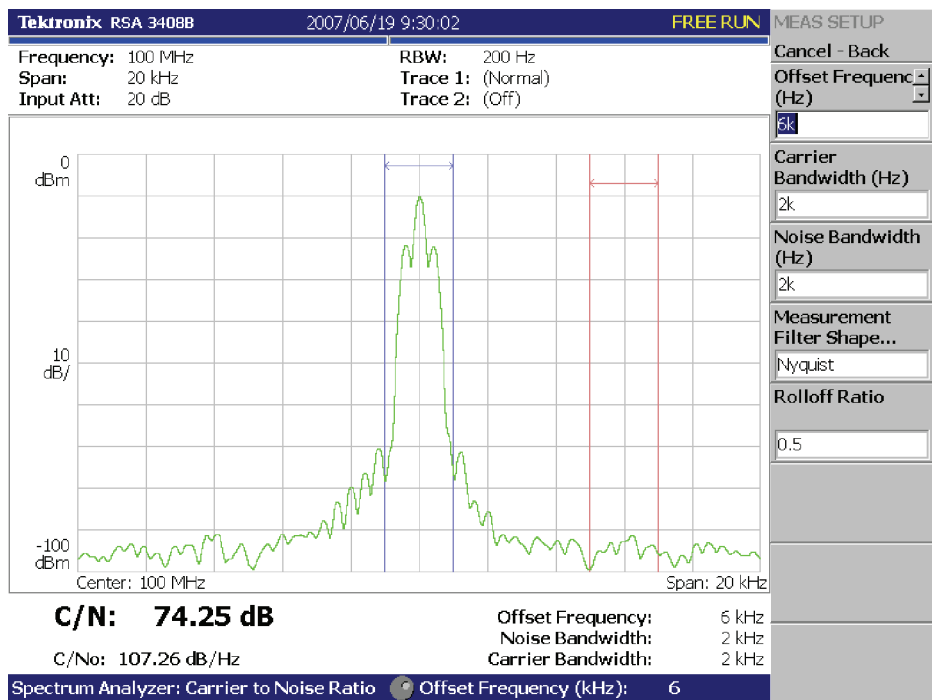 Tektronix RSA 3408B 2007/06/19 9:30:02 FREE RUN
Frequency: 100 MHz RBW: 200 Hz
Span: 20 kHz Trace 1: (Normal)
Input Att: 20 dB Trace 2: (Off)
0
dBm
10
dB/
-100
dBm
Center: 100 MHz Span: 20 kHz
C/N: 74.25 dB
C/No: 107.26 dB/Hz
Offset Frequency: 6 kHz
Noise Bandwidth: 2 kHz
Carrier Bandwidth: 2 kHz
Spectrum Analyzer: Carrier to Noise Ratio Offset Frequency (kHz): 6
MEAS SETUP
Cancel - Back
Offset Frequenc
(Hz)
6k
Carrier
Bandwidth (Hz)
2k
Noise Bandwidth
(Hz)
2k
Measurement
Filter Shape...
Nyquist
Rolloff Ratio
0.5